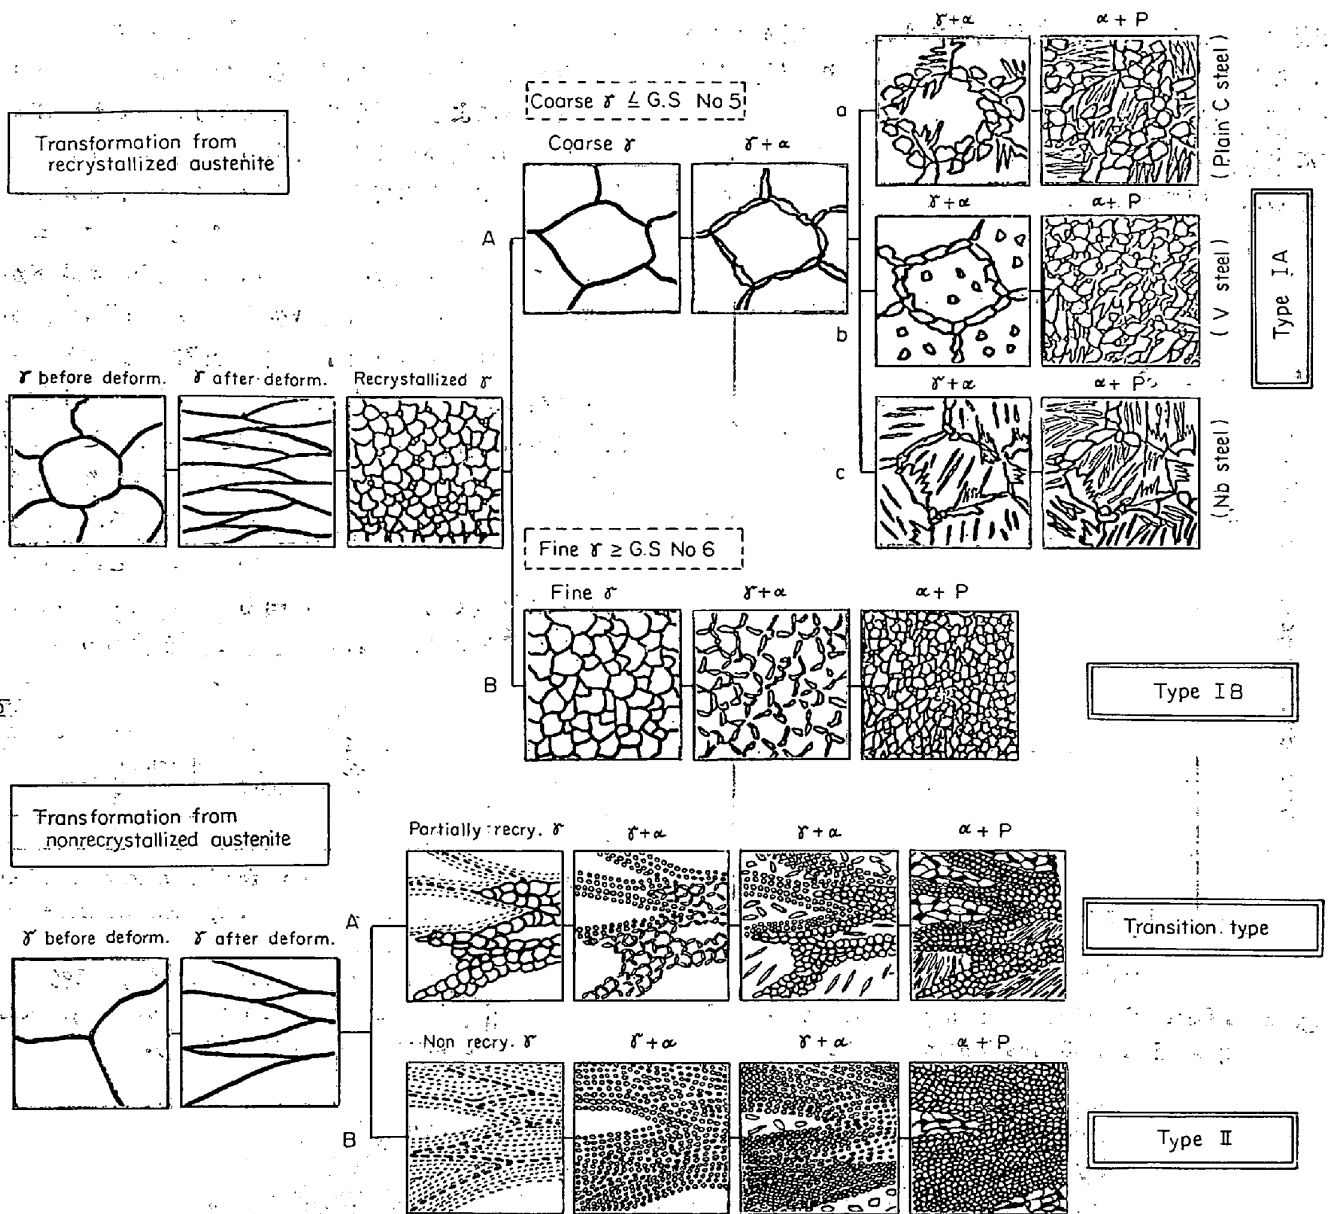 Transformation from
recrystallized austenite
Coarse γ ≦ G.S No 5
Coarse γ
γ+α
A
a
γ+α
α + P
(Plain C steel)
b
γ+α
α + P
(V steel)
c
γ+α
α + P
(Nb steel)
Type IA
γ before deform.
γ after deform.
Recrystallized γ
Fine γ ≥ G.S No 6
Fine γ
γ+α
α + P
B
Type IB
Transformation from
nonrecrystallized austenite
Partially recry. γ
γ+α
γ+α
α + P
A
Transition type
γ before deform.
γ after deform.
Non recry. γ
γ+α
γ+α
α + P
B
Type II